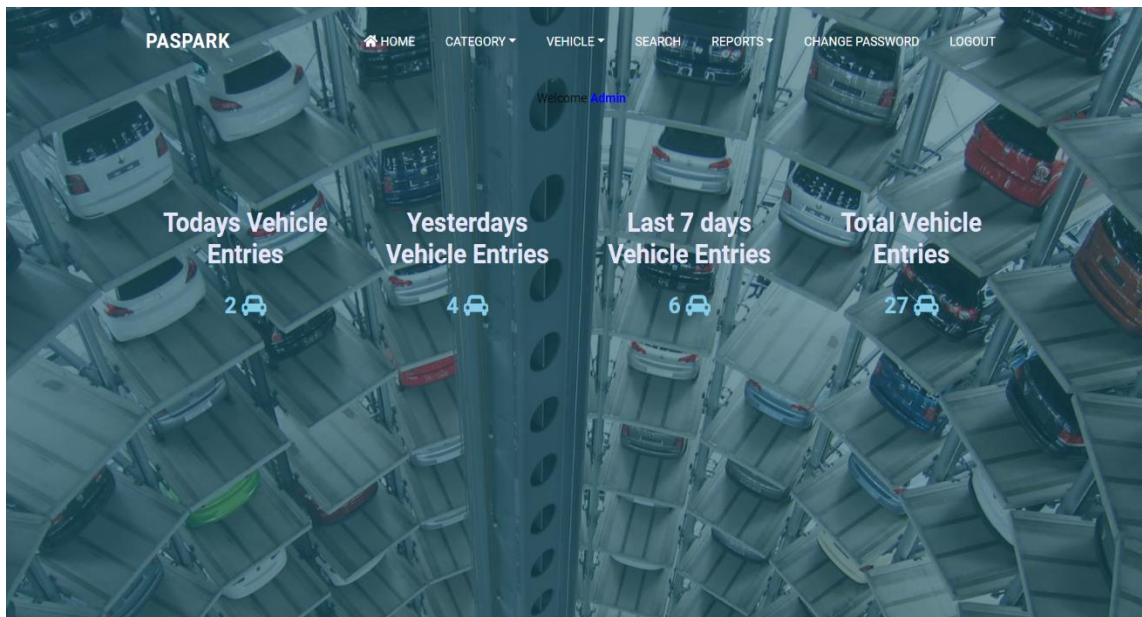 PASPARK HOME CATEGORY VEHICLE SEARCH REPORTS CHANGE PASSWORD LOGOUT
Welcome Admin
Todays Vehicle
Entries
2
Yesterdays
Vehicle Entries
4
Last 7 days
Vehicle Entries
6
Total Vehicle
Entries
27